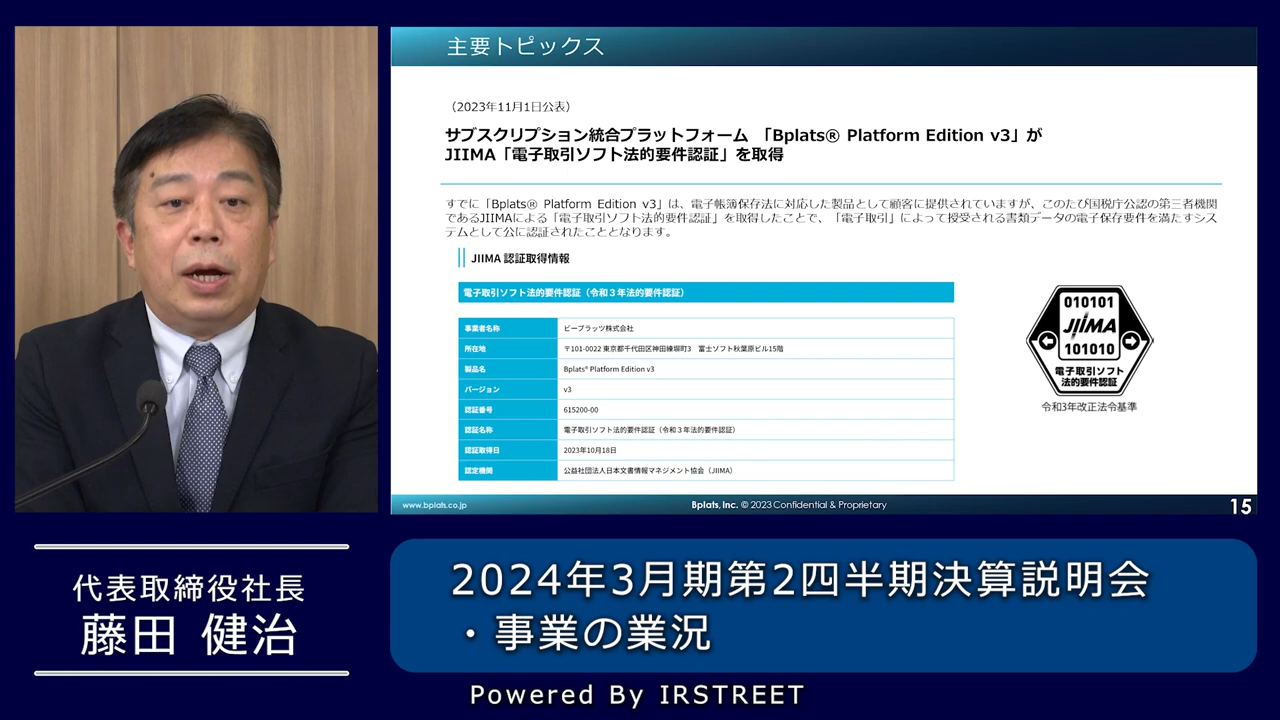 主要トピックス
（2023年11月1日公表）
サブスクリプション統合プラットフォーム 「Bplats® Platform Edition v3」が
JIIMA「電子取引ソフト法的要件認証」を取得
すでに「Bplats® Platform Edition v3」は、電子帳簿保存法に対応した製品として顧客に提供されていますが、このたび国税庁公認の第三者機関
であるJIIMAによる「電子取引ソフト法的要件認証」を取得したことで、「電子取引」によって授受される書類データの電子保存要件を満たすシス
テムとして公に認証されたこととなります。
JIIMA 認証取得情報
電子取引ソフト法的要件認証（令和３年法的要件認証）
事業者名称 ビープラッツ株式会社
所在地 〒101-0022 東京都千代田区神田練塀町3 富士ソフト秋葉原ビル15階
製品名 Bplats® Platform Edition v3
バージョン v3
認証番号 615200-00
認証名称 電子取引ソフト法的要件認証（令和３年法的要件認証）
認証取得日 2023年10月18日
認定機関 公益社団法人日本文書情報マネジメント協会（JIIMA）
010101
JIIMA
101010
電子取引ソフト
法的要件認証
令和3年改正法令基準
www.bplats.co.jp
Bplats, Inc. © 2023 Confidential & Proprietary
15
代表取締役社長
藤田 健治
2024年3月期第2四半期決算説明会
・事業の業況
Powered By IRSTREET